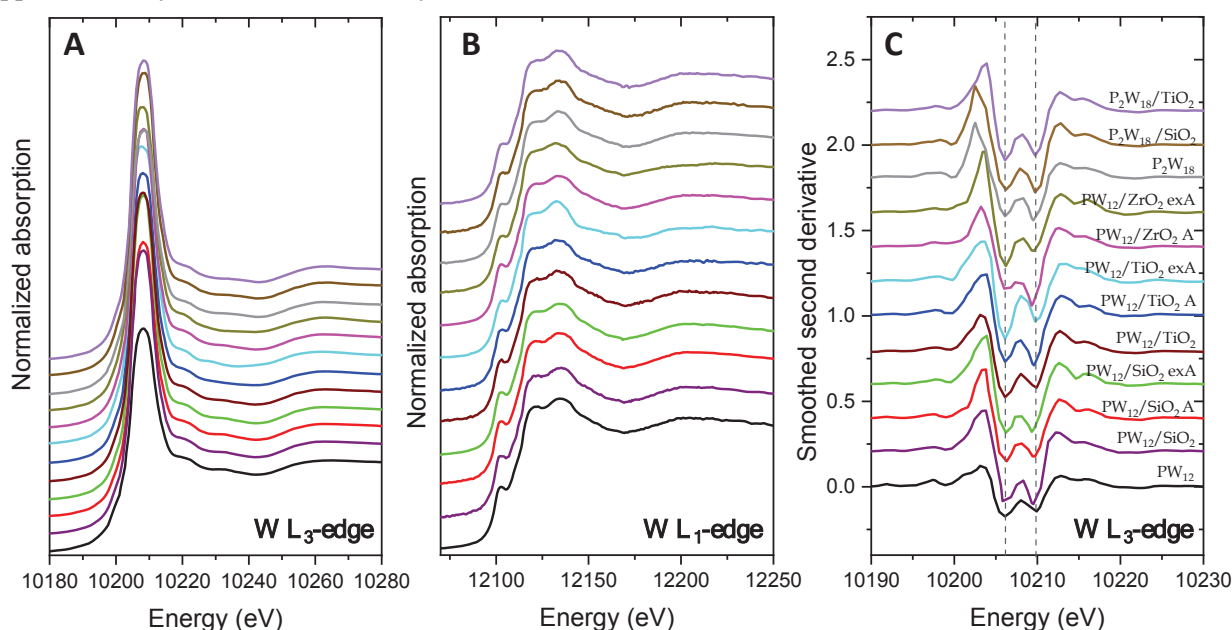 A
Normalized absorption
W L₃-edge
10180 10200 10220 10240 10260 10280
Energy (eV)
B
Normalized absorption
W L₁-edge
12100 12150 12200 12250
Energy (eV)
C
Smoothed second derivative
2.5
2.0
1.5
1.0
0.5
0.0
P₂W₁₈/TiO₂
P₂W₁₈/SiO₂
P₂W₁₈
PW₁₂/ZrO₂ exA
PW₁₂/ZrO₂ A
PW₁₂/TiO₂ exA
PW₁₂/TiO₂ A
PW₁₂/TiO₂
PW₁₂/SiO₂ exA
PW₁₂/SiO₂ A
PW₁₂/SiO₂
PW₁₂
W L₃-edge
10190 10200 10210 10220 10230
Energy (eV)